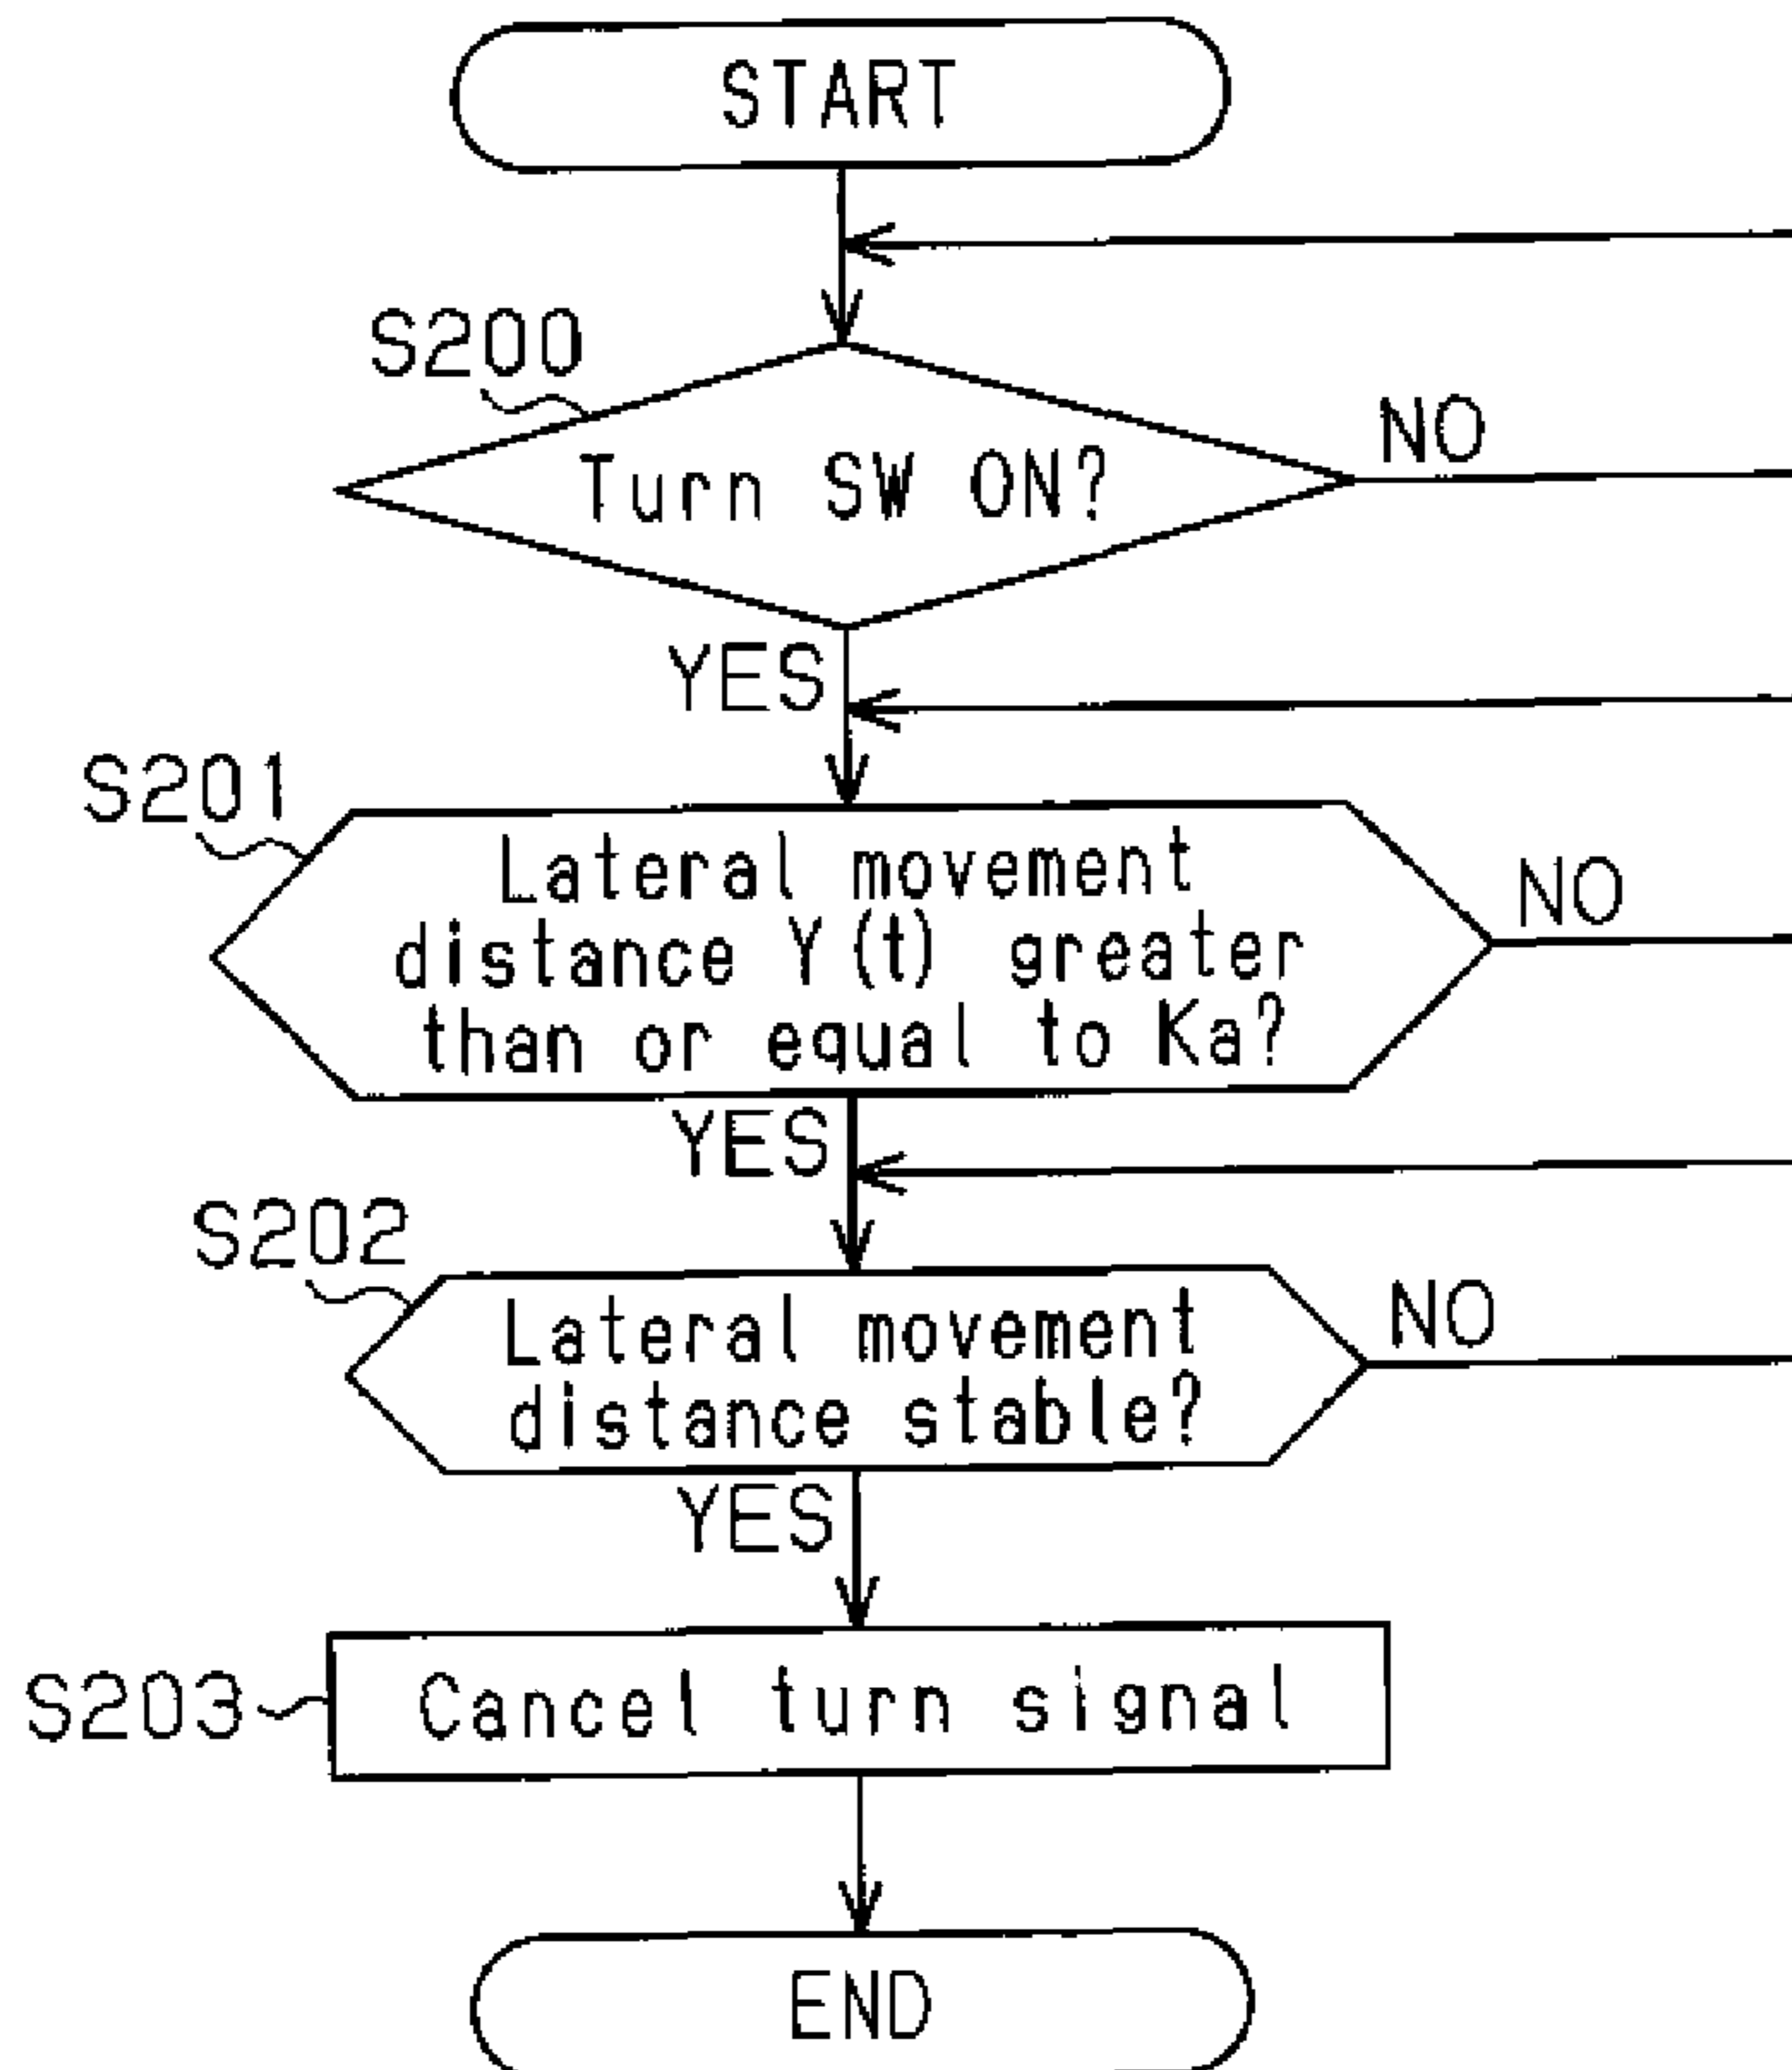 START
S200
Turn SW ON?
NO
YES
S201
Lateral movement
distance Y(t) greater
than or equal to Ka?
NO
YES
S202
Lateral movement
distance stable?
NO
YES
S203
Cancel turn signal
END